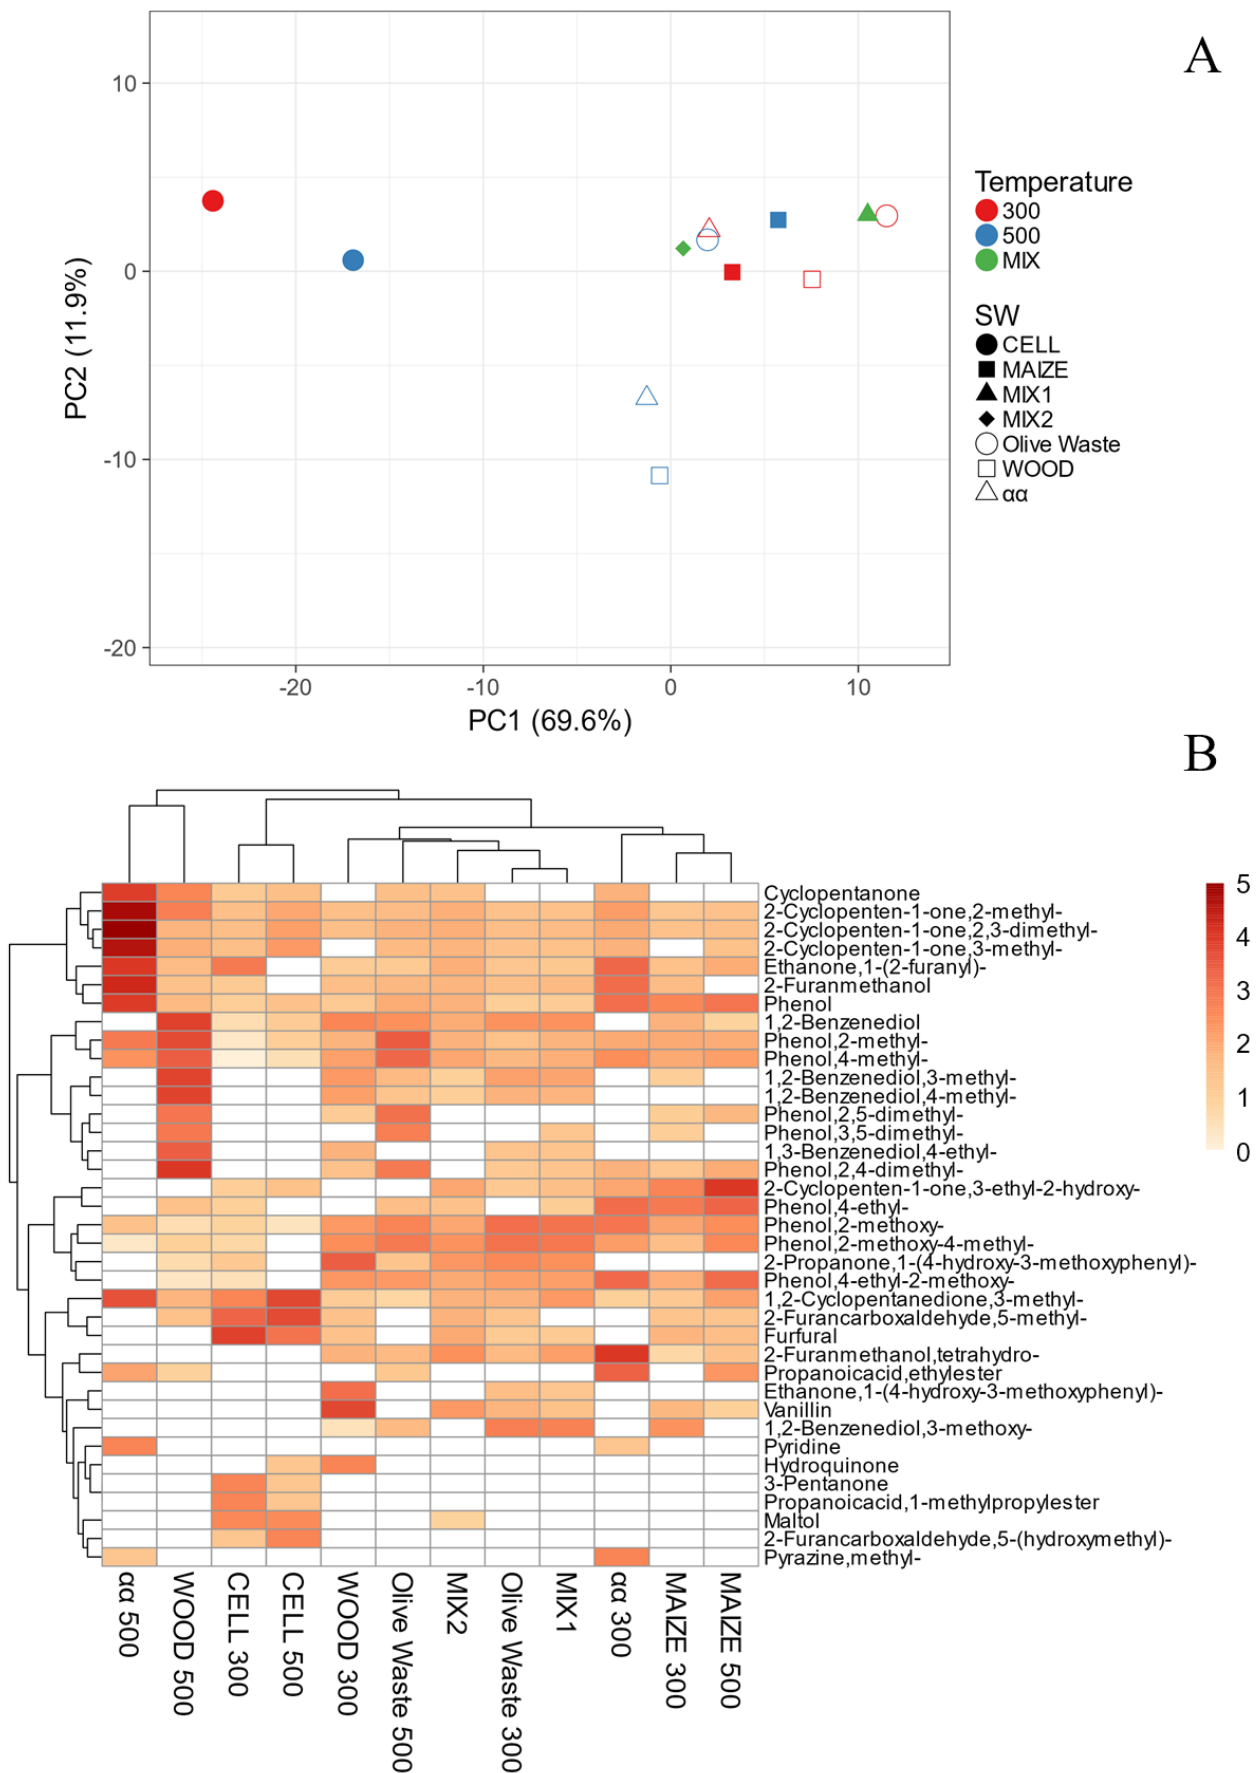 A
10
0
-10
-20
PC2 (11.9%)
-20
-10
0
10
PC1 (69.6%)
Temperature
300
500
MIX
SW
CELL
MAIZE
MIX1
MIX2
Olive Waste
WOOD
αα
B
Cyclopentanone
2-Cyclopenten-1-one,2-methyl-
2-Cyclopenten-1-one,2,3-dimethyl-
2-Cyclopenten-1-one,3-methyl-
Ethanone,1-(2-furanyl)-
2-Furanmethanol
Phenol
1,2-Benzenediol
Phenol,2-methyl-
Phenol,4-methyl-
1,2-Benzenediol,3-methyl-
1,2-Benzenediol,4-methyl-
Phenol,2,5-dimethyl-
Phenol,3,5-dimethyl-
1,3-Benzenediol,4-ethyl-
Phenol,2,4-dimethyl-
2-Cyclopenten-1-one,3-ethyl-2-hydroxy-
Phenol,4-ethyl-
Phenol,2-methoxy-
Phenol,2-methoxy-4-methyl-
2-Propanone,1-(4-hydroxy-3-methoxyphenyl)-
Phenol,4-ethyl-2-methoxy-
1,2-Cyclopentanedione,3-methyl-
2-Furancarboxaldehyde,5-methyl-
Furfural
2-Furanmethanol,tetrahydro-
Propanoicacid,ethylester
Ethanone,1-(4-hydroxy-3-methoxyphenyl)-
Vanillin
1,2-Benzenediol,3-methoxy-
Pyridine
Hydroquinone
3-Pentanone
Propanoicacid,1-methylpropylester
Maltol
2-Furancarboxaldehyde,5-(hydroxymethyl)-
Pyrazine,methyl-
5
4
3
2
1
0
αα 500
WOOD 500
CELL 300
CELL 500
WOOD 300
Olive Waste 500
MIX2
Olive Waste 300
MIX1
αα 300
MAIZE 300
MAIZE 500